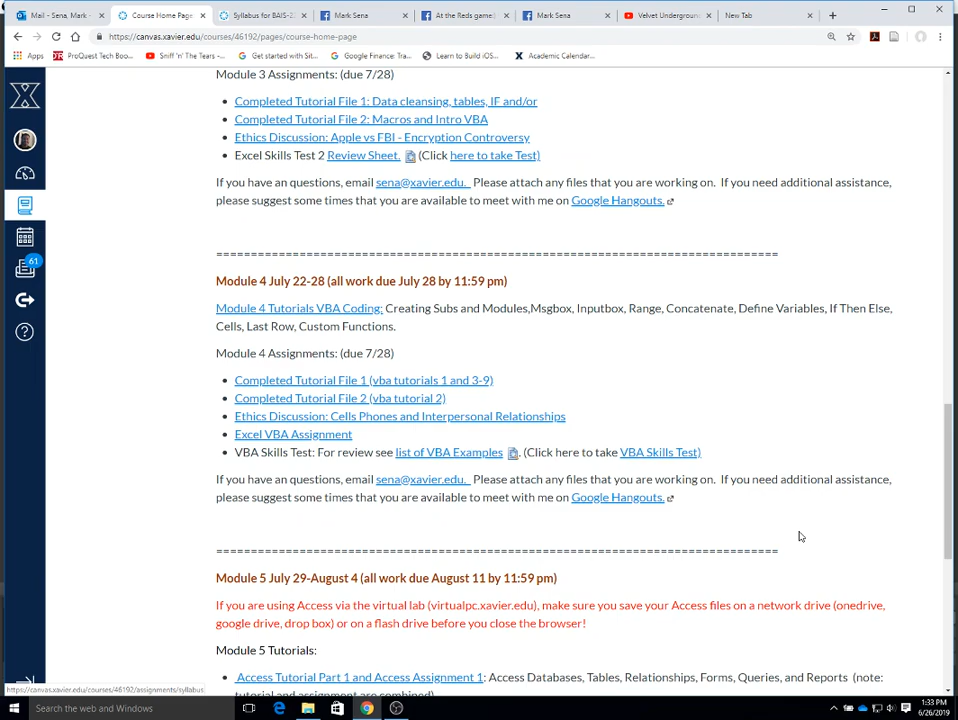 Mail - Sena, Mark -
Course Home Page
Syllabus for BAIS-2
Mark Sena
At the Reds game
Mark Sena
Velvet Underground
New Tab
https://canvas.xavier.edu/courses/46192/pages/course-home-page
Apps
ProQuest Tech Boo...
Sniff 'n' The Tears -...
Get started with Sit...
Google Finance: Tra...
Learn to Build iOS...
Academic Calendar...
Module 3 Assignments: (due 7/28)
Completed Tutorial File 1: Data cleansing, tables, IF and/or
Completed Tutorial File 2: Macros and Intro VBA
Ethics Discussion: Apple vs FBI - Encryption Controversy
Excel Skills Test 2 Review Sheet. (Click here to take Test)
If you have an questions, email sena@xavier.edu. Please attach any files that you are working on. If you need additional assistance,
please suggest some times that you are available to meet with me on Google Hangouts.
================================================================================
Module 4 July 22-28 (all work due July 28 by 11:59 pm)
Module 4 Tutorials VBA Coding: Creating Subs and Modules,Msgbox, Inputbox, Range, Concatenate, Define Variables, If Then Else,
Cells, Last Row, Custom Functions.
Module 4 Assignments: (due 7/28)
Completed Tutorial File 1 (vba tutorials 1 and 3-9)
Completed Tutorial File 2 (vba tutorial 2)
Ethics Discussion: Cells Phones and Interpersonal Relationships
Excel VBA Assignment
VBA Skills Test: For review see list of VBA Examples . (Click here to take VBA Skills Test)
If you have an questions, email sena@xavier.edu. Please attach any files that you are working on. If you need additional assistance,
please suggest some times that you are available to meet with me on Google Hangouts.
================================================================================
Module 5 July 29-August 4 (all work due August 11 by 11:59 pm)
If you are using Access via the virtual lab (virtualpc.xavier.edu), make sure you save your Access files on a network drive (onedrive,
google drive, drop box) or on a flash drive before you close the browser!
Module 5 Tutorials:
Access Tutorial Part 1 and Access Assignment 1: Access Databases, Tables, Relationships, Forms, Queries, and Reports (note:
tutorial and assignment are combined)
61
https://canvas.xavier.edu/courses/46192/assignments/syllabus
Search the web and Windows
1:33 PM
6/26/2019